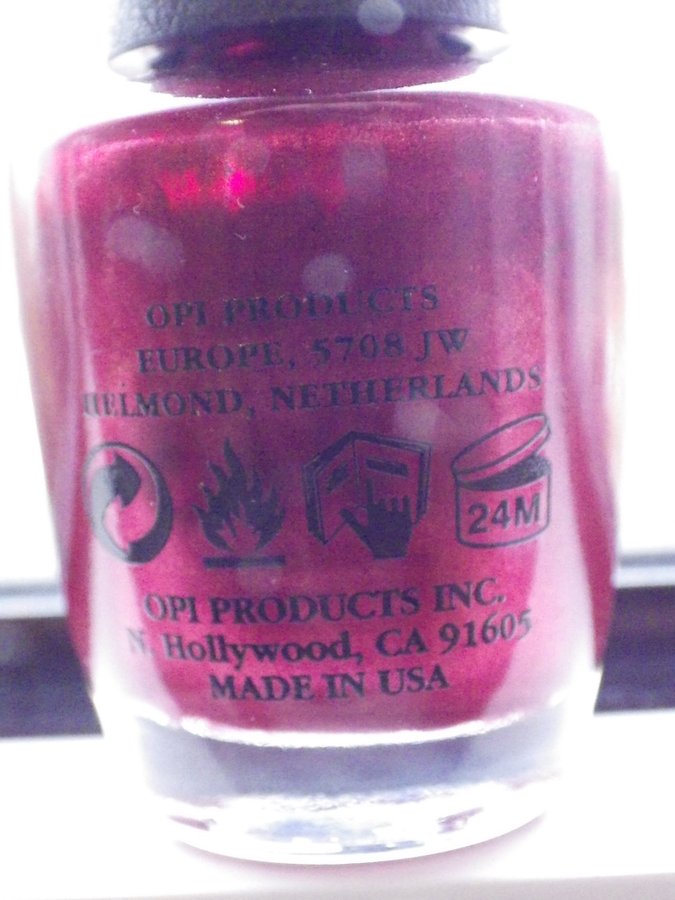 OPI PRODUCTS
EUROPE, 5708 JW
HELMOND, NETHERLANDS
24M
OPI PRODUCTS INC.
N. Hollywood, CA 91605
MADE IN USA